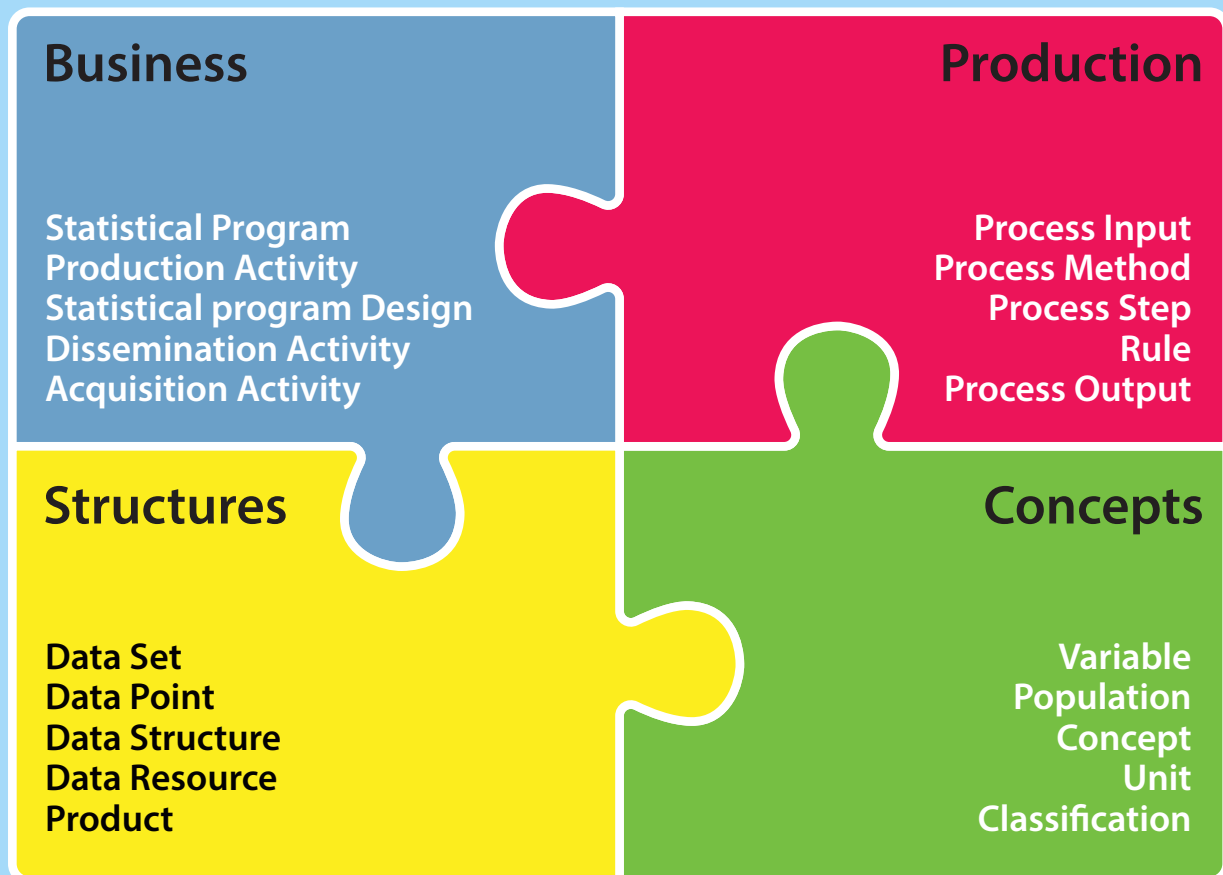 Business
Statistical Program
Production Activity
Statistical program Design
Dissemination Activity
Acquisition Activity
Production
Process Input
Process Method
Process Step
Rule
Process Output
Structures
Data Set
Data Point
Data Structure
Data Resource
Product
Concepts
Variable
Population
Concept
Unit
Classification